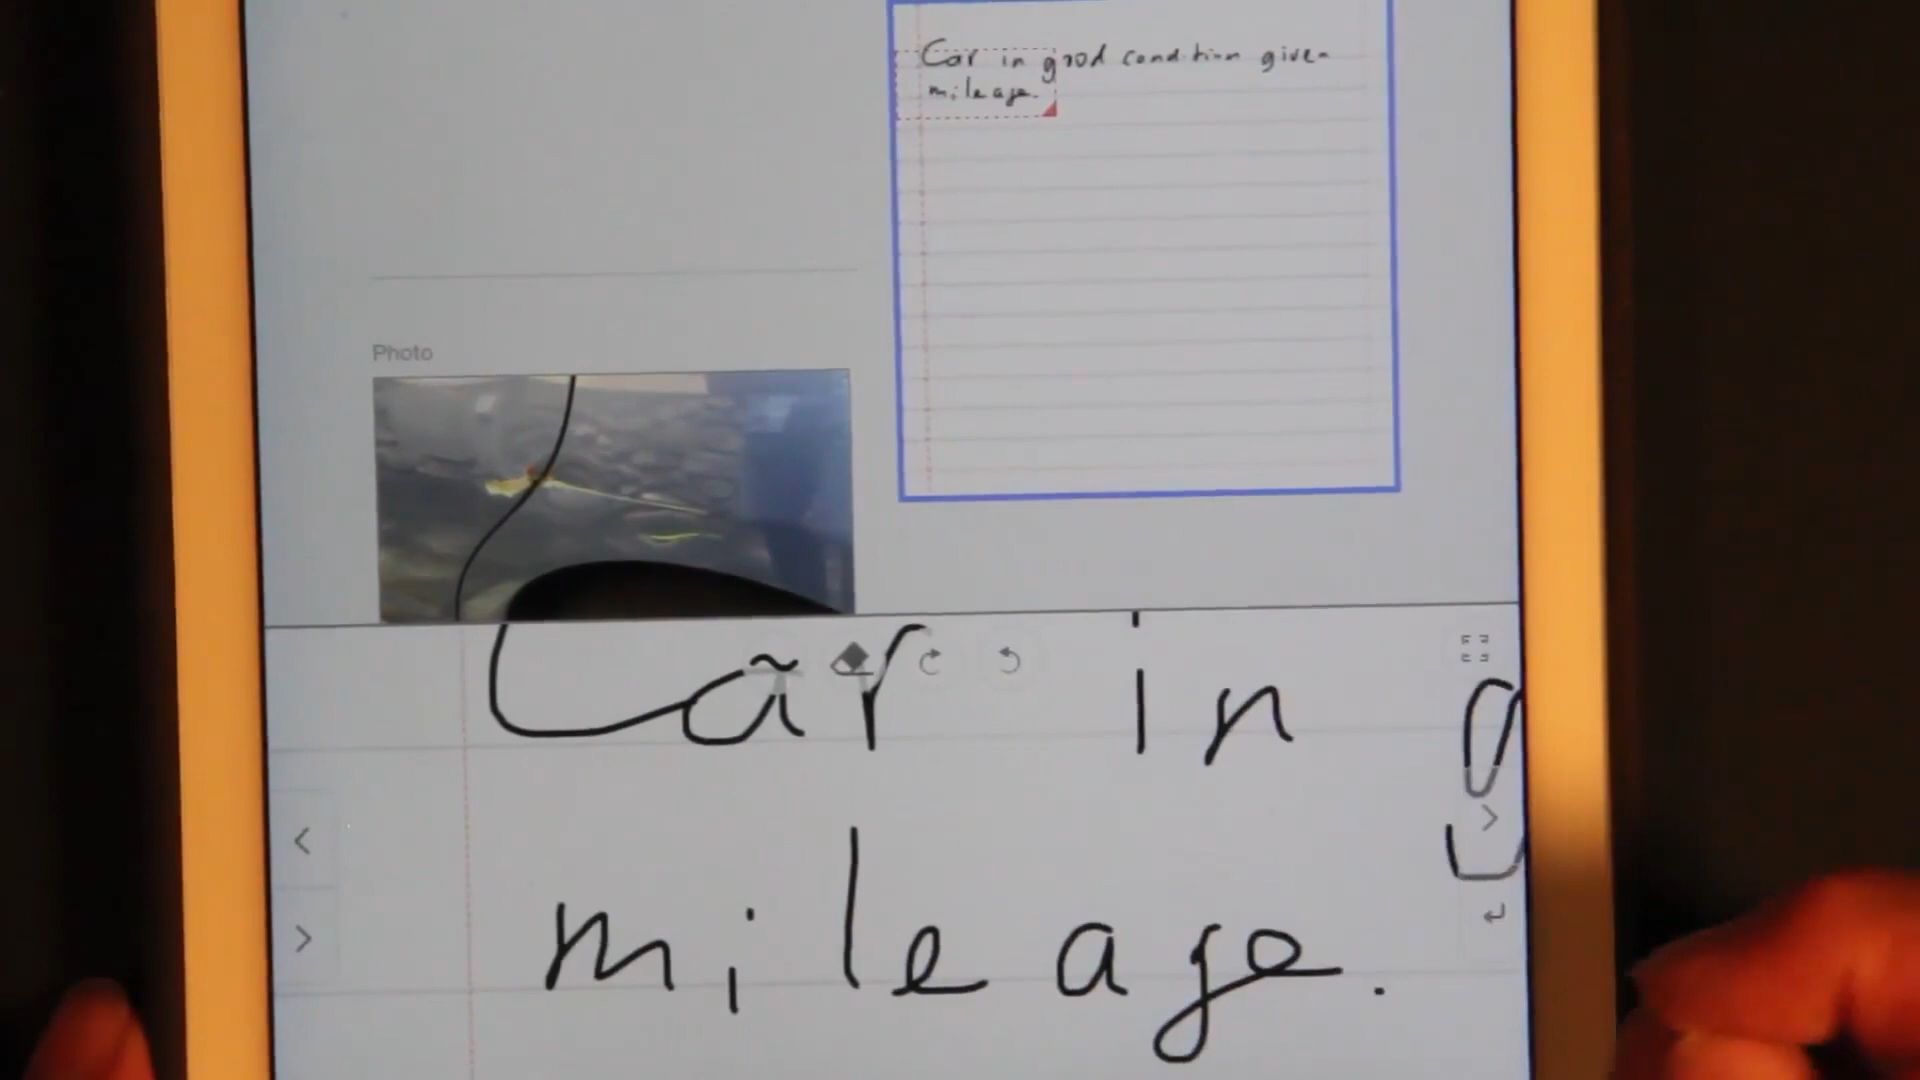 Car in good condition given
mileage.
Photo
Car in g
mileage.